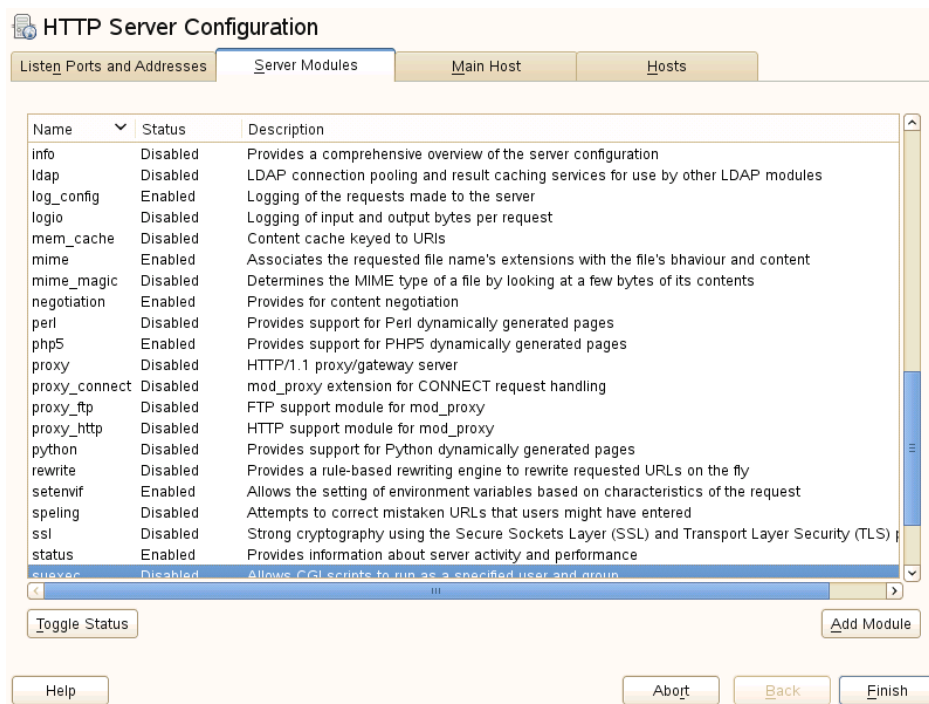 HTTP Server Configuration
Listen Ports and Addresses Server Modules Main Host Hosts
Name Status Description
info Disabled Provides a comprehensive overview of the server configuration
ldap Disabled LDAP connection pooling and result caching services for use by other LDAP modules
log_config Enabled Logging of the requests made to the server
logio Disabled Logging of input and output bytes per request
mem_cache Disabled Content cache keyed to URIs
mime Enabled Associates the requested file name's extensions with the file's bhaviour and content
mime_magic Disabled Determines the MIME type of a file by looking at a few bytes of its contents
negotiation Enabled Provides for content negotiation
perl Disabled Provides support for Perl dynamically generated pages
php5 Enabled Provides support for PHP5 dynamically generated pages
proxy Disabled HTTP/1.1 proxy/gateway server
proxy_connect Disabled mod_proxy extension for CONNECT request handling
proxy_ftp Disabled FTP support module for mod_proxy
proxy_http Disabled HTTP support module for mod_proxy
python Disabled Provides support for Python dynamically generated pages
rewrite Disabled Provides a rule-based rewriting engine to rewrite requested URLs on the fly
setenvif Enabled Allows the setting of environment variables based on characteristics of the request
speling Disabled Attempts to correct mistaken URLs that users might have entered
ssl Disabled Strong cryptography using the Secure Sockets Layer (SSL) and Transport Layer Security (TLS)
status Enabled Provides information about server activity and performance
suexec Disabled Allows CGI scripts to run as a specified user and group
Toggle Status Add Module
Help Abort Back Finish